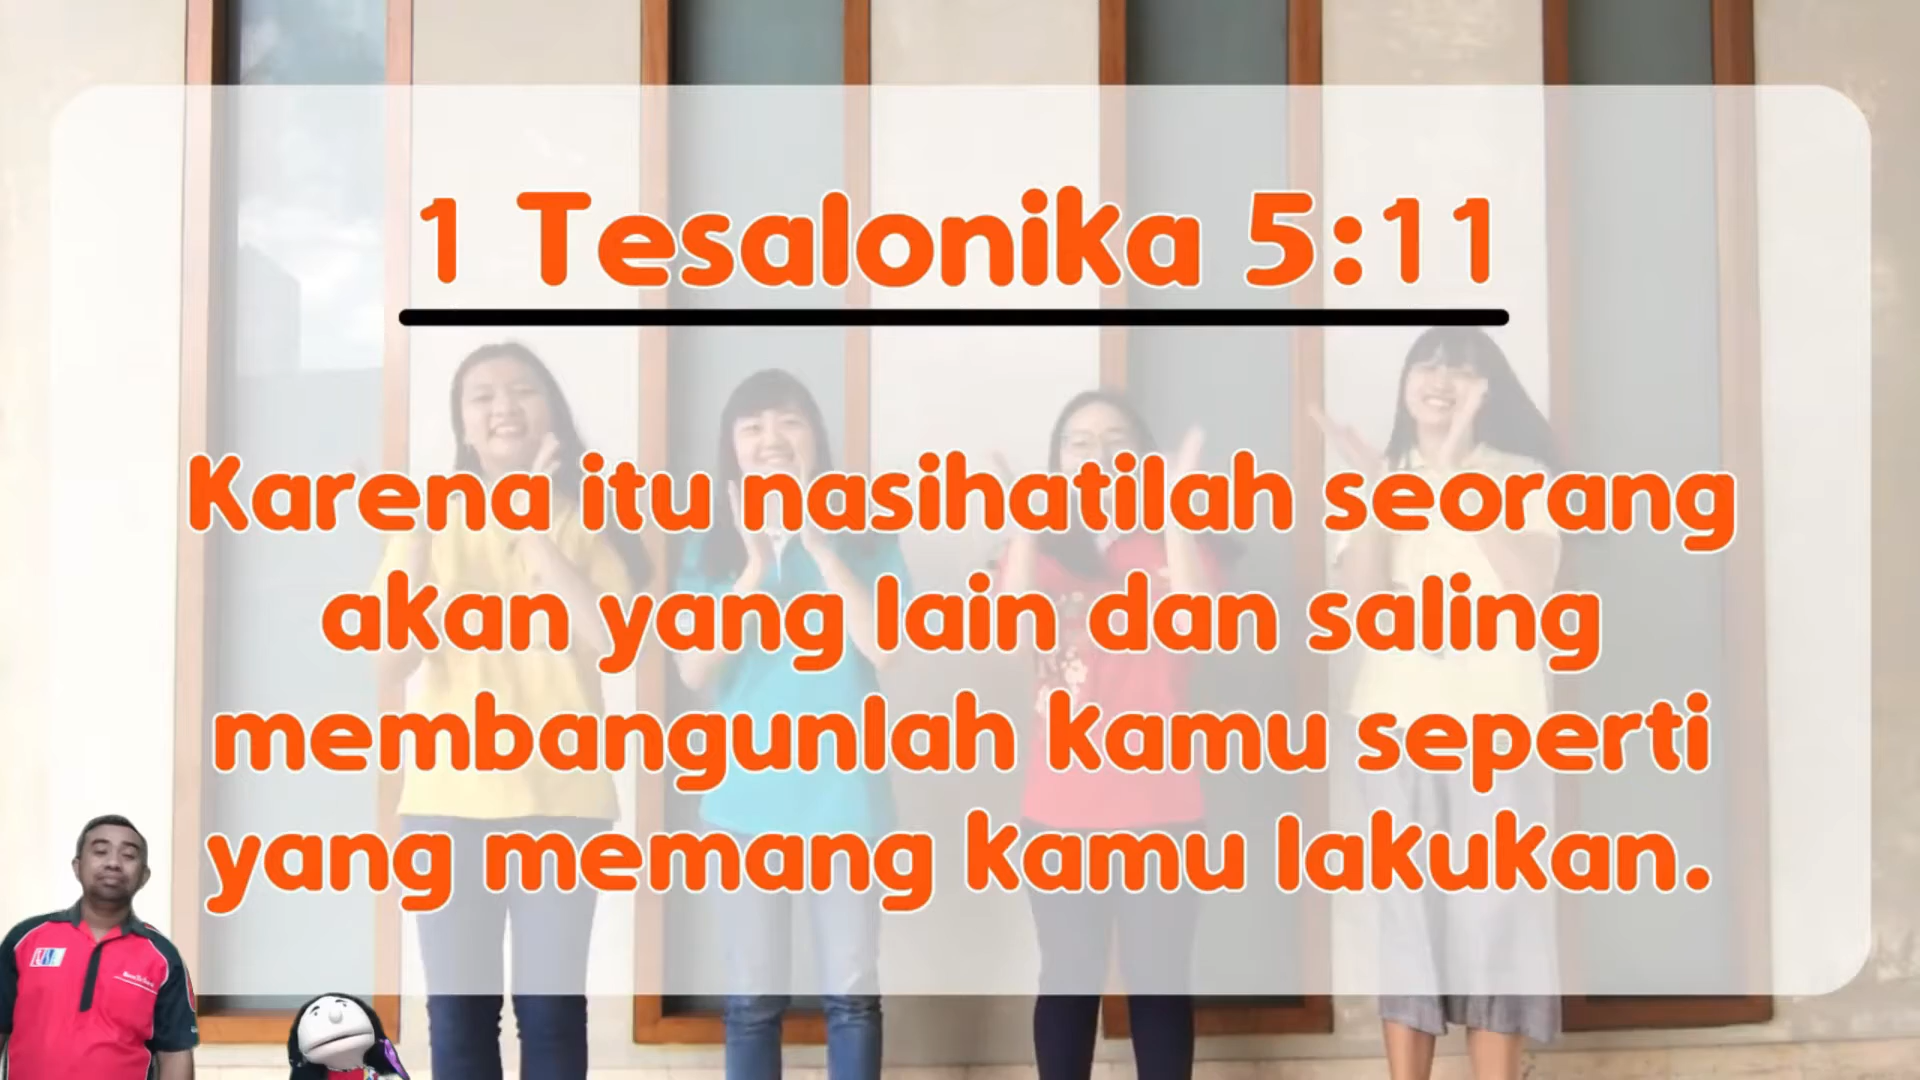 1 Tesalonika 5:11
Karena itu nasihatilah seorang
akan yang lain dan saling
membangunlah kamu seperti
yang memang kamu lakukan.